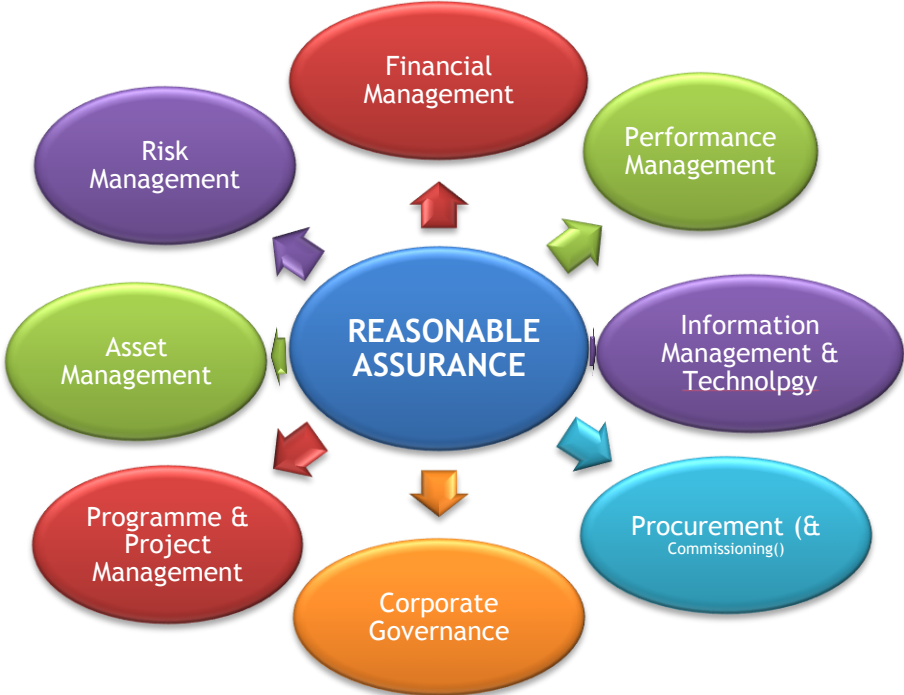 Financial
Management
Performance
Management
Risk
Management
REASONABLE
ASSURANCE
Information
Management &
Technolpgy
Asset
Management
Procurement (&
Commissioning()
Programme &
Project
Management
Corporate
Governance